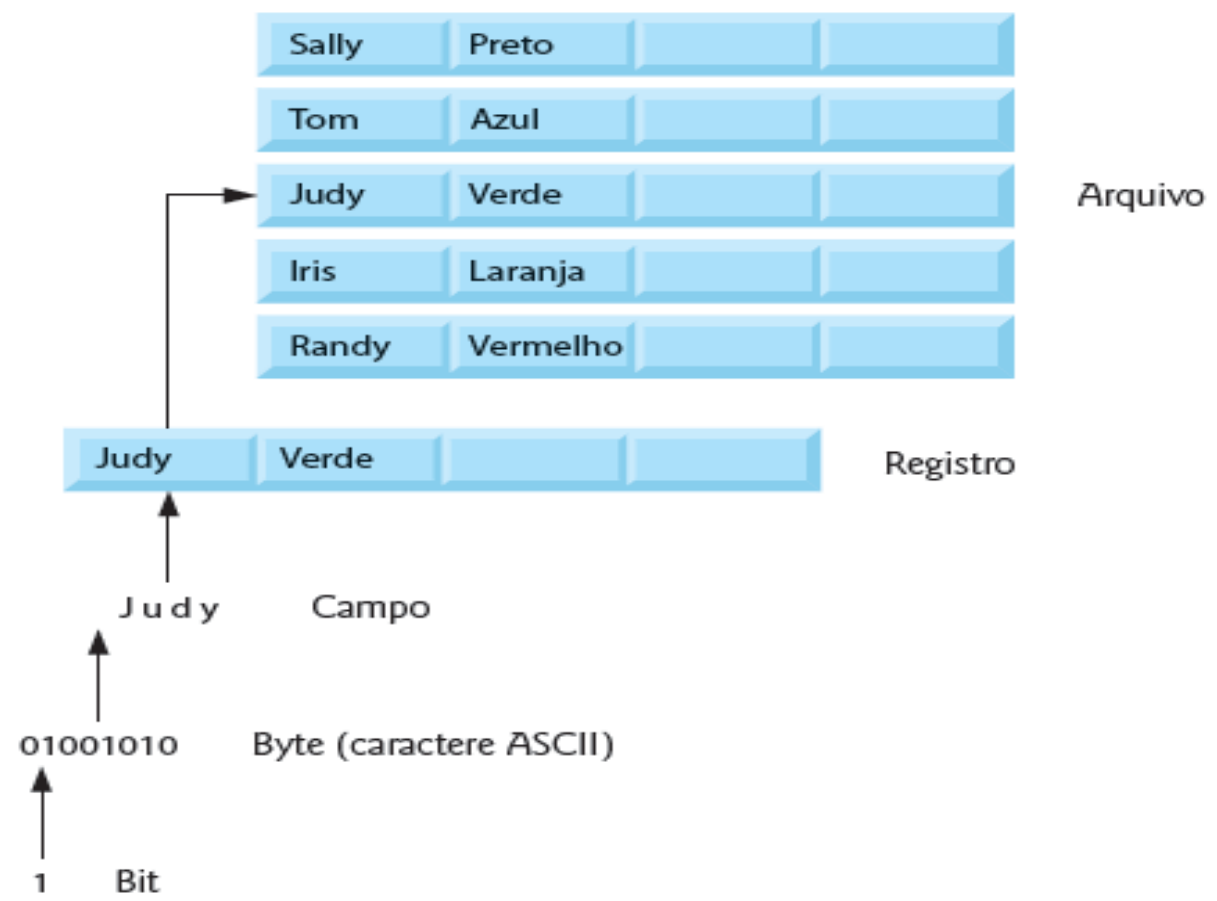 Sally Preto
Tom Azul
Judy Verde Arquivo
Iris Laranja
Randy Vermelho
Judy Verde Registro
J u d y Campo
01001010 Byte (caractere ASCII)
1 Bit